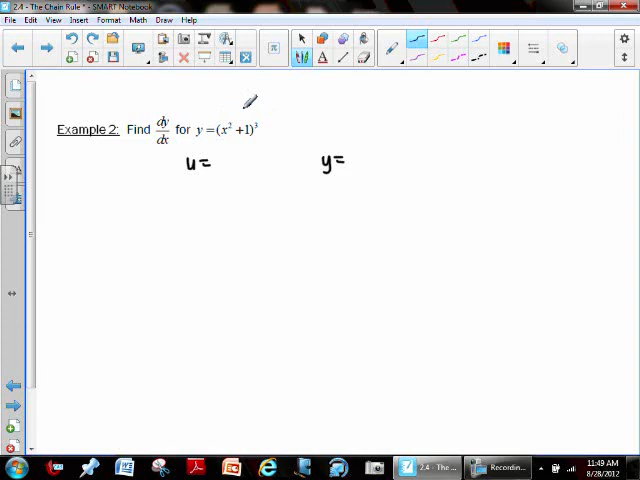 2.4 - The Chain Rule * - SMART Notebook
File Edit View Insert Format Math Draw Help
Example 2: Find dy/dx for y = (x² +1)³
u= y=
2.4 - The ... Recordin...
11:49 AM
8/28/2012